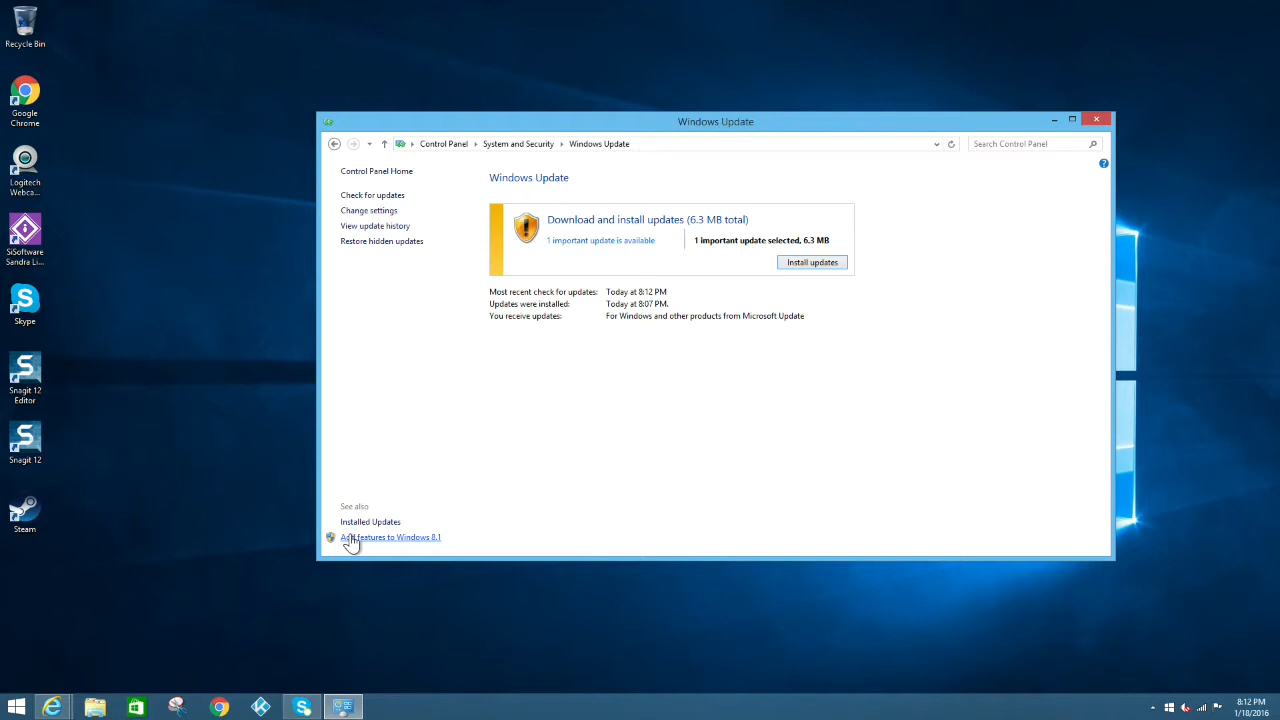 Recycle Bin
Google
Chrome
Logitech
Webca...
SiSoftware
Sandra Li...
Skype
Snagit 12
Editor
Snagit 12
Steam
Windows Update
Control Panel
System and Security
Windows Update
Search Control Panel
Control Panel Home
Check for updates
Change settings
View update history
Restore hidden updates
Windows Update
Download and install updates (6.3 MB total)
1 important update is available
1 important update selected, 6.3 MB
Install updates
Most recent check for updates: Today at 8:12 PM
Updates were installed: Today at 8:07 PM.
You receive updates: For Windows and other products from Microsoft Update
See also
Installed Updates
Add features to Windows 8.1
8:12 PM
1/18/2016